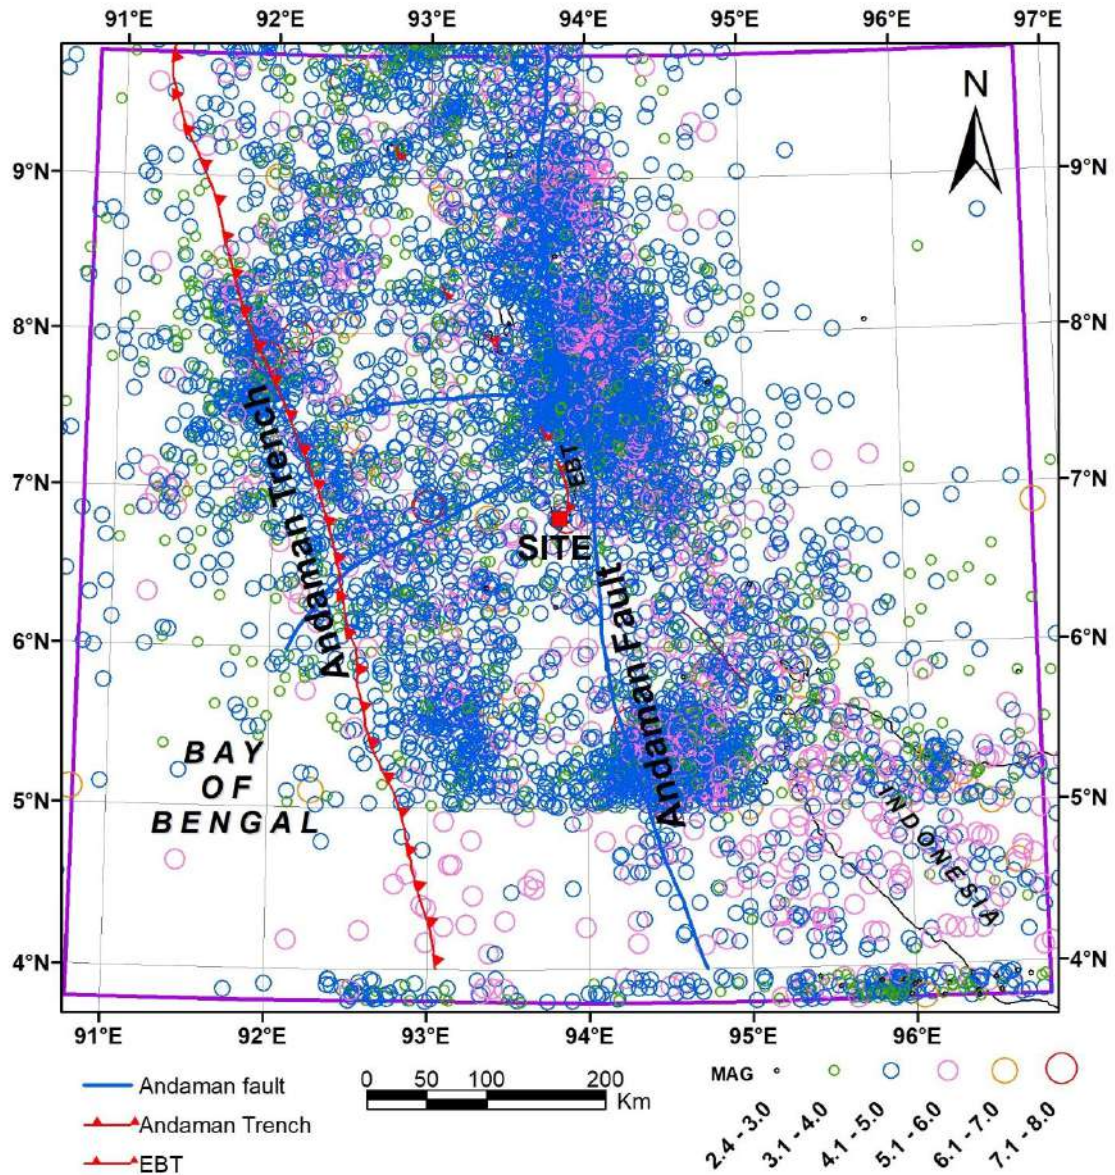 91°E 92°E 93°E 94°E 95°E 96°E 97°E
N
9°N 9°N
8°N 8°N
Andaman Trench
EBT
7°N 7°N
SITE
Andaman Fault
6°N 6°N
BAY
OF
BENGAL
INDONESIA
5°N 5°N
4°N 4°N
91°E 92°E 93°E 94°E 95°E 96°E
Andaman fault
Andaman Trench
EBT
0 50 100 200
Km
MAG
2.4 - 3.0
3.1 - 4.0
4.1 - 5.0
5.1 - 6.0
6.1 - 7.0
7.1 - 8.0